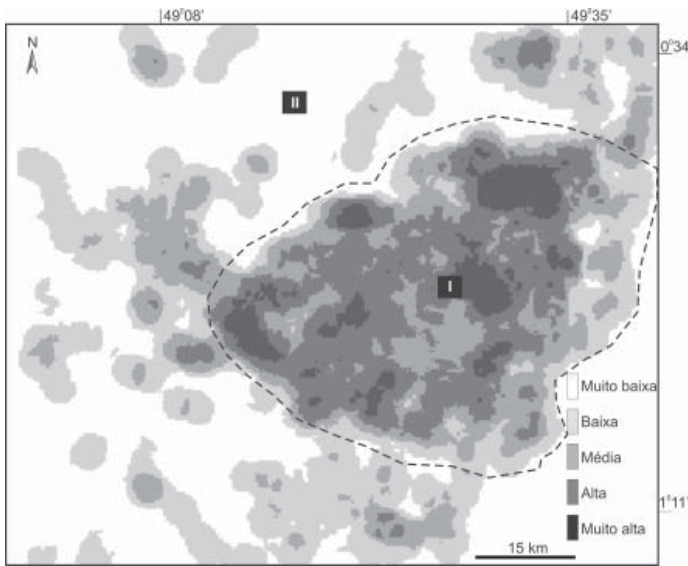 49°08'
49°35'
N
0°34
II
I
Muito baixa
Baixa
Média
Alta
Muito alta
1°11'
15 km